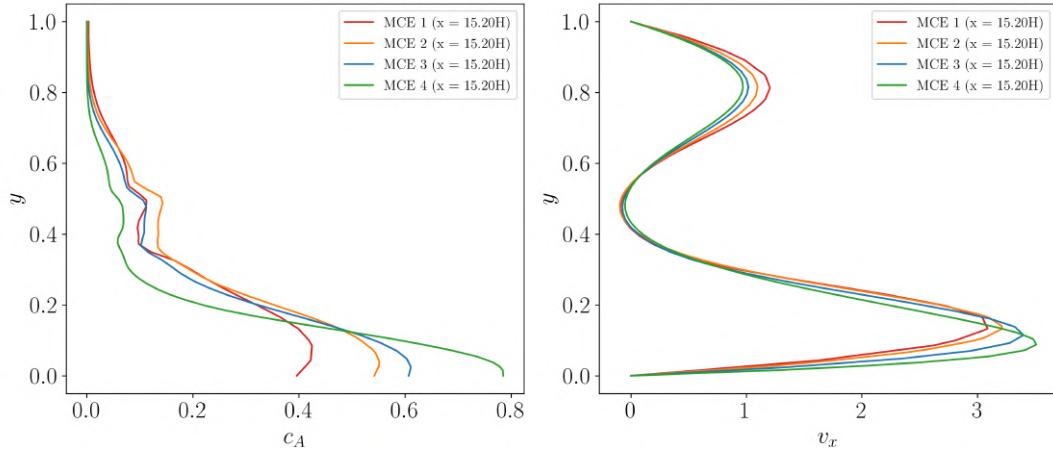 1.0
0.8
0.6
0.4
0.2
0.0
y
0.0
0.2
0.4
0.6
0.8
c_A
MCE 1 (x = 15.20H)
MCE 2 (x = 15.20H)
MCE 3 (x = 15.20H)
MCE 4 (x = 15.20H)
1.0
0.8
0.6
0.4
0.2
0.0
y
0
1
2
3
v_x
MCE 1 (x = 15.20H)
MCE 2 (x = 15.20H)
MCE 3 (x = 15.20H)
MCE 4 (x = 15.20H)